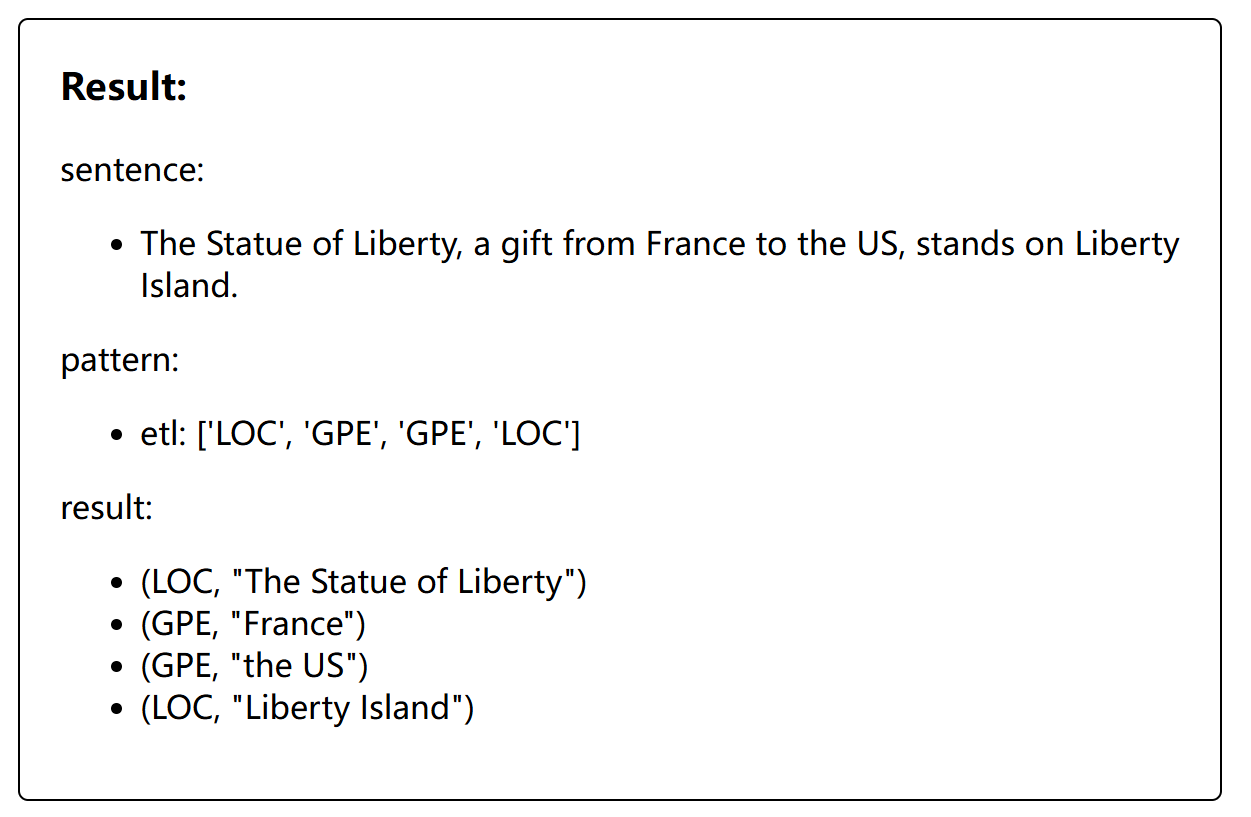 Result:
sentence:
• The Statue of Liberty, a gift from France to the US, stands on Liberty
Island.
pattern:
• etl: ['LOC', 'GPE', 'GPE', 'LOC']
result:
• (LOC, "The Statue of Liberty")
• (GPE, "France")
• (GPE, "the US")
• (LOC, "Liberty Island")